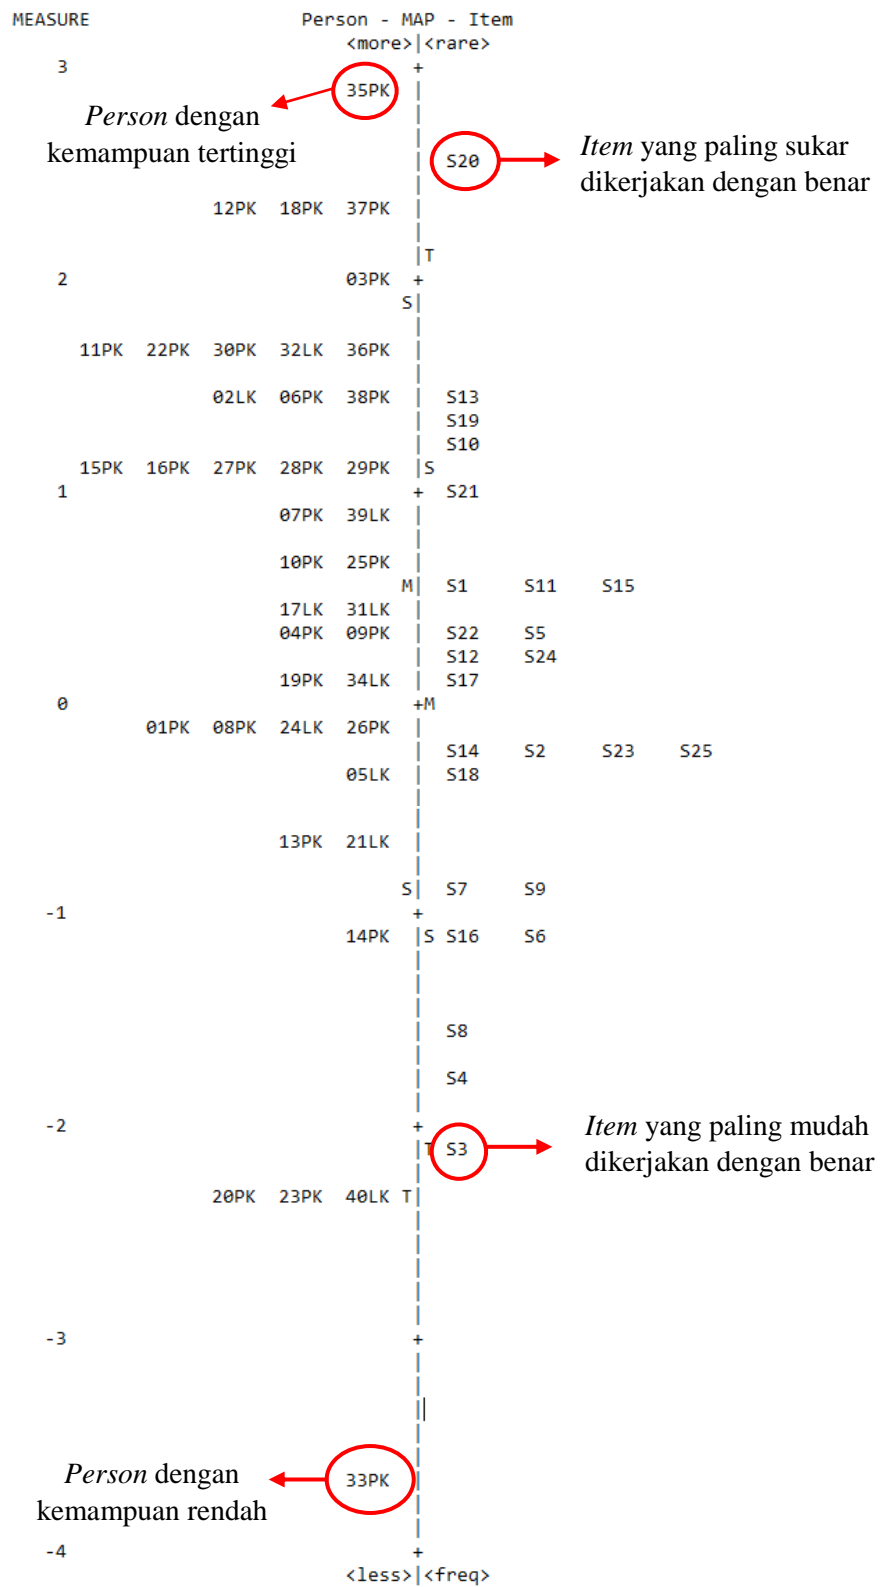 MEASURE Person - MAP - Item
<more>|<rare>
3 +
35PK |
Person dengan
kemampuan tertinggi
| S20
Item yang paling sukar
dikerjakan dengan benar
12PK 18PK 37PK |
|T
2 03PK +
S|
11PK 22PK 30PK 32LK 36PK |
02LK 06PK 38PK | S13
| S19
| S10
15PK 16PK 27PK 28PK 29PK |S
1 + S21
07PK 39LK |
10PK 25PK |
M| S1 S11 S15
17LK 31LK |
04PK 09PK | S22 S5
| S12 S24
19PK 34LK | S17
0 +M
01PK 08PK 24LK 26PK |
| S14 S2 S23 S25
05LK | S18
13PK 21LK |
S| S7 S9
-1 +
14PK |S S16 S6
| S8
| S4
-2 +
|T S3
Item yang paling mudah
dikerjakan dengan benar
20PK 23PK 40LK T|
-3 +
33PK |
Person dengan
kemampuan rendah
-4 +
<less>|<freq>